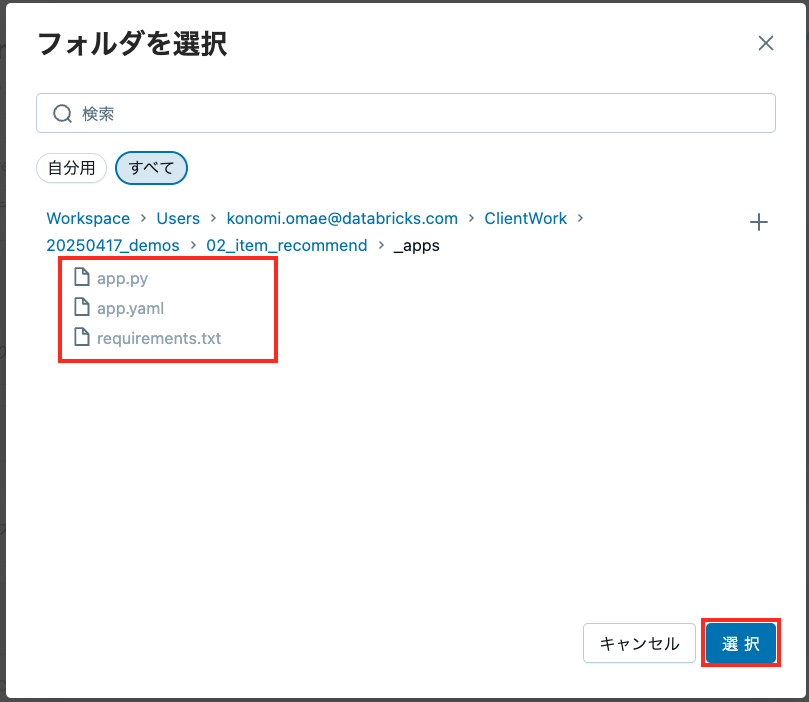 フォルダを選択
検索
自分用 すべて
Workspace > Users > konomi.omae@databricks.com > ClientWork >
20250417_demos > 02_item_recommend > _apps
app.py
app.yaml
requirements.txt
キャンセル 選択